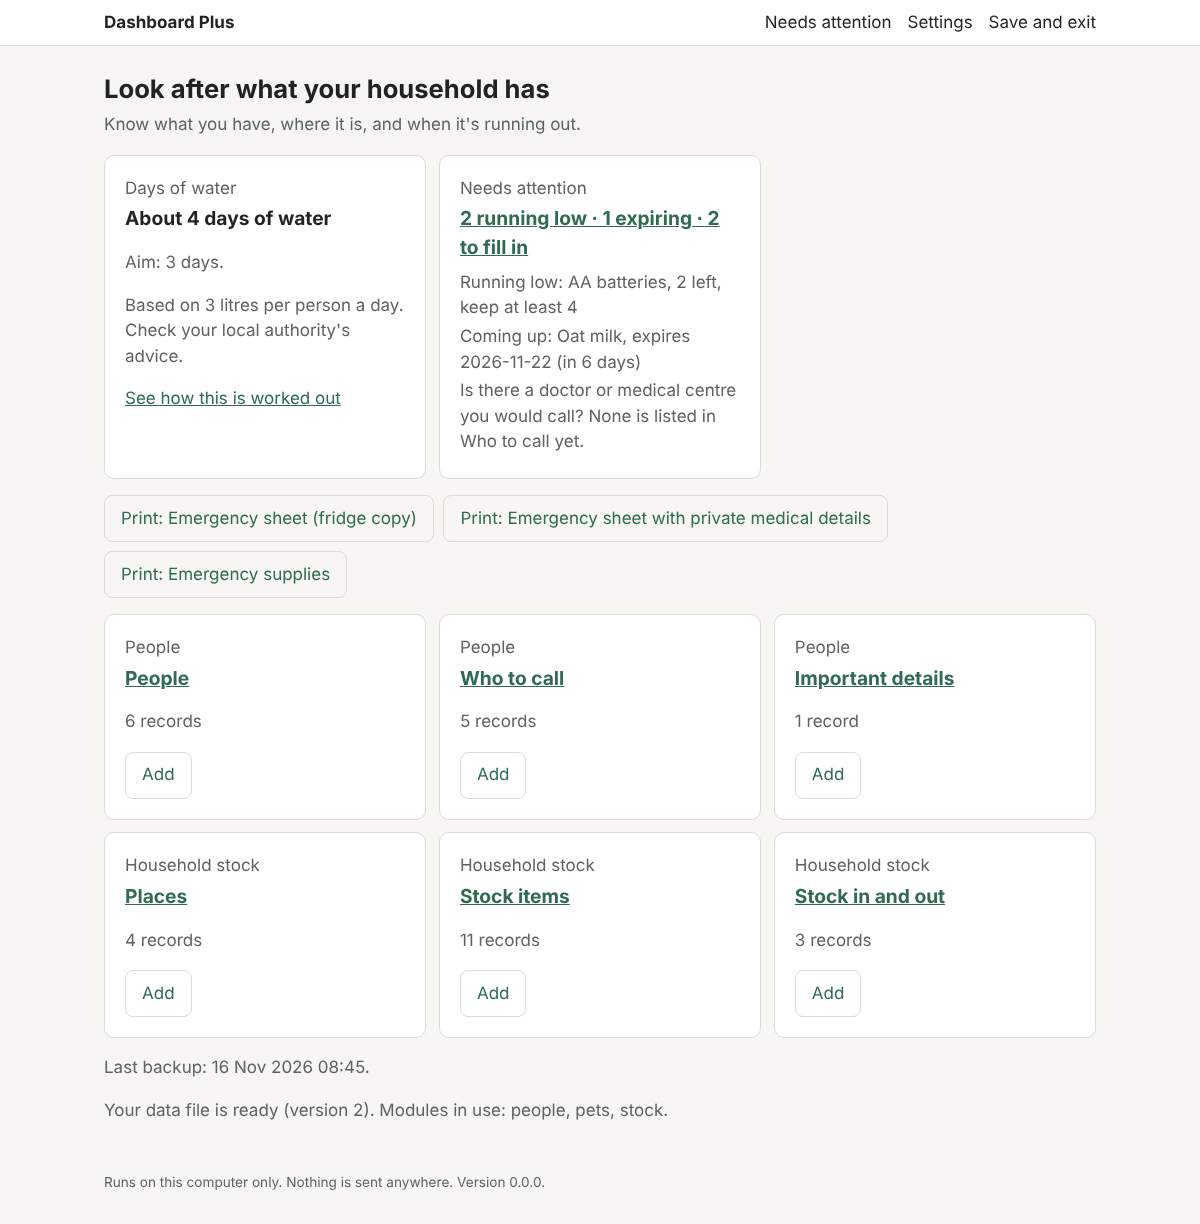 Dashboard Plus
Needs attention Settings Save and exit
Look after what your household has
Know what you have, where it is, and when it's running out.
Days of water
About 4 days of water
Aim: 3 days.
Based on 3 litres per person a day.
Check your local authority's
advice.
See how this is worked out
Needs attention
2 running low · 1 expiring · 2
to fill in
Running low: AA batteries, 2 left,
keep at least 4
Coming up: Oat milk, expires
2026-11-22 (in 6 days)
Is there a doctor or medical centre
you would call? None is listed in
Who to call yet.
Print: Emergency sheet (fridge copy)
Print: Emergency sheet with private medical details
Print: Emergency supplies
People
People
6 records
Add
People
Who to call
5 records
Add
People
Important details
1 record
Add
Household stock
Places
4 records
Add
Household stock
Stock items
11 records
Add
Household stock
Stock in and out
3 records
Add
Last backup: 16 Nov 2026 08:45.
Your data file is ready (version 2). Modules in use: people, pets, stock.
Runs on this computer only. Nothing is sent anywhere. Version 0.0.0.